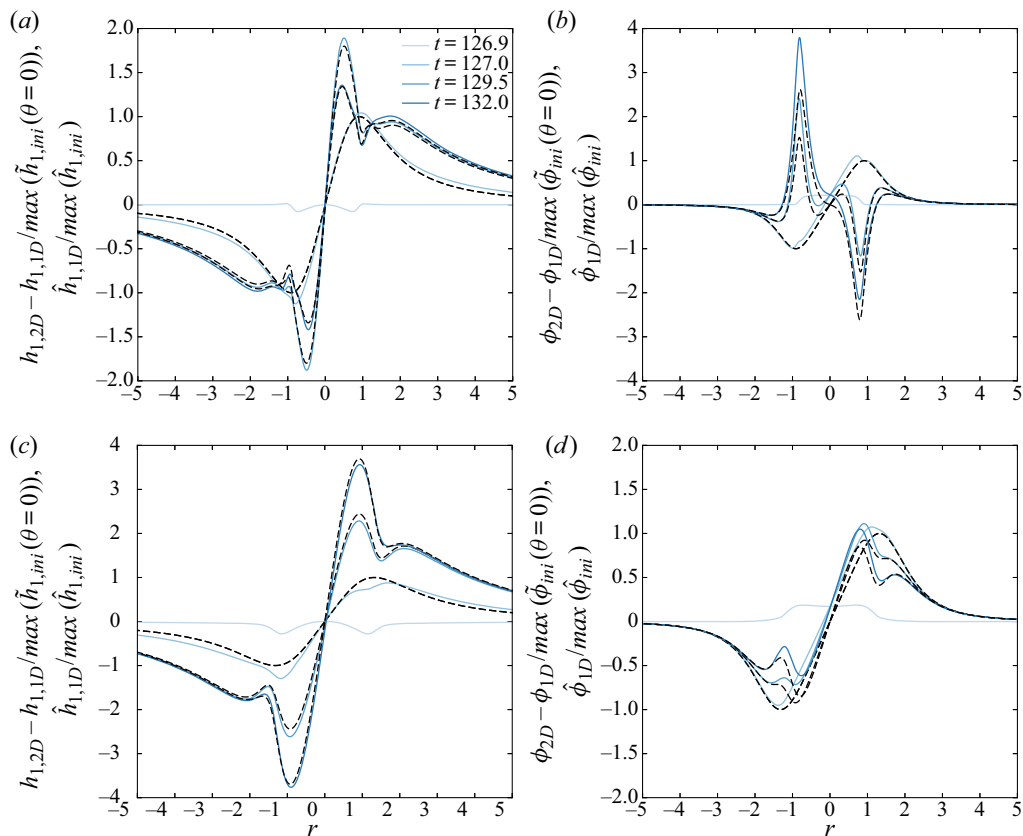 (a)
h1,2D – h1,1D/max (h̃1,ini (θ = 0)),
ĥ1,1D/max (ĥ1,ini)
2.0
1.5
1.0
0.5
0
−0.5
−1.0
−1.5
−2.0
−5 −4 −3 −2 −1 0 1 2 3 4 5
t = 126.9
t = 127.0
t = 129.5
t = 132.0
(b)
ϕ2D – ϕ1D/max (ϕ̃ini (θ = 0)),
ϕ̂1D/max (ϕ̂ini)
4
3
2
1
0
−1
−2
−3
−4
−5 −4 −3 −2 −1 0 1 2 3 4 5
(c)
h1,2D – h1,1D/max (h̃1,ini (θ = 0)),
ĥ1,1D/max (ĥ1,ini)
4
3
2
1
0
−1
−2
−3
−4
−5 −4 −3 −2 −1 0 1 2 3 4 5
r
(d)
ϕ2D – ϕ1D/max (ϕ̃ini (θ = 0)),
ϕ̂1D/max (ϕ̂ini)
2.0
1.5
1.0
0.5
0
−0.5
−1.0
−1.5
−2.0
−5 −4 −3 −2 −1 0 1 2 3 4 5
r